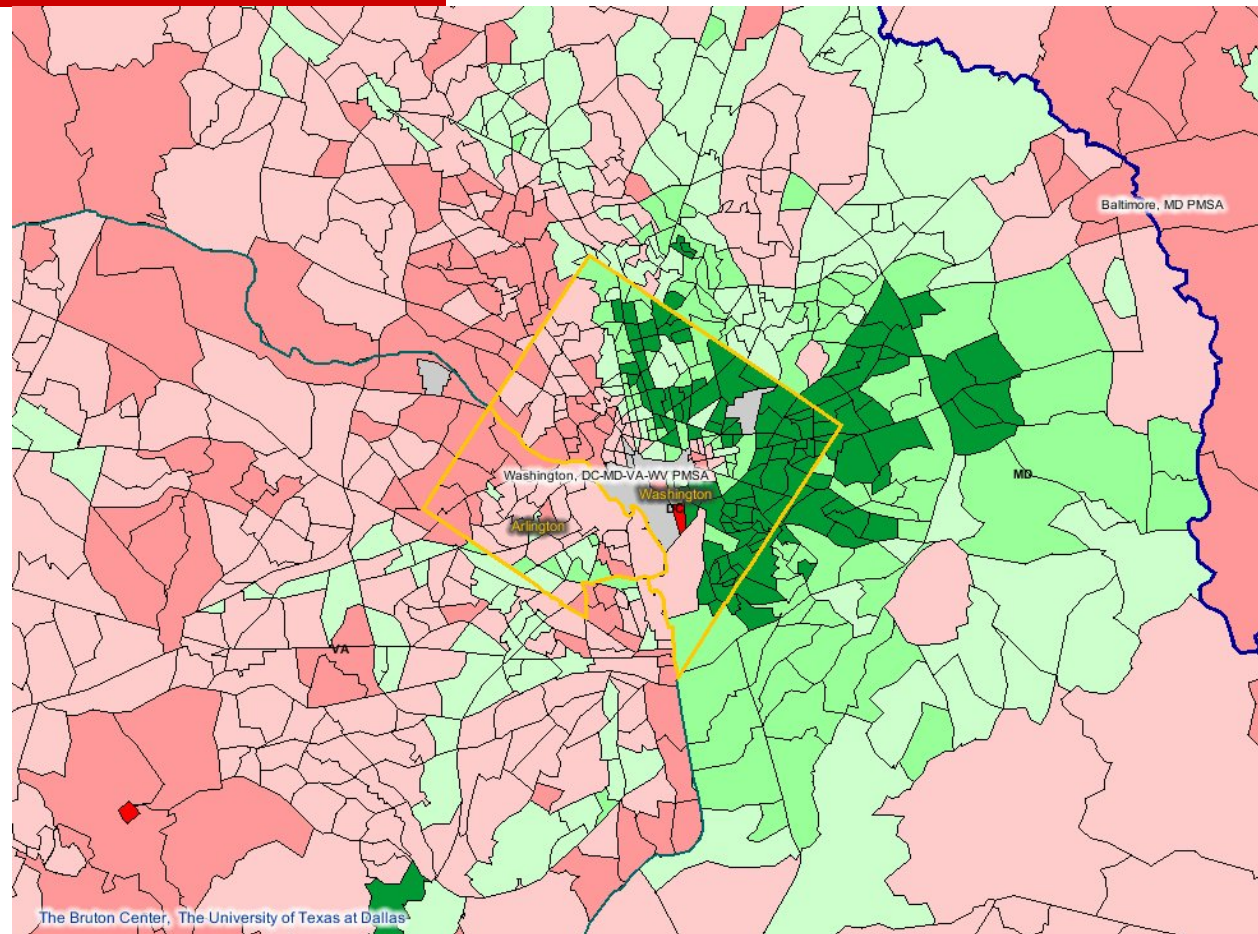 Baltimore, MD PMSA
Washington, DC-MD-VA-WV PMSA
MD
Washington
DC
Arlington
VA
The Bruton Center, The University of Texas at Dallas